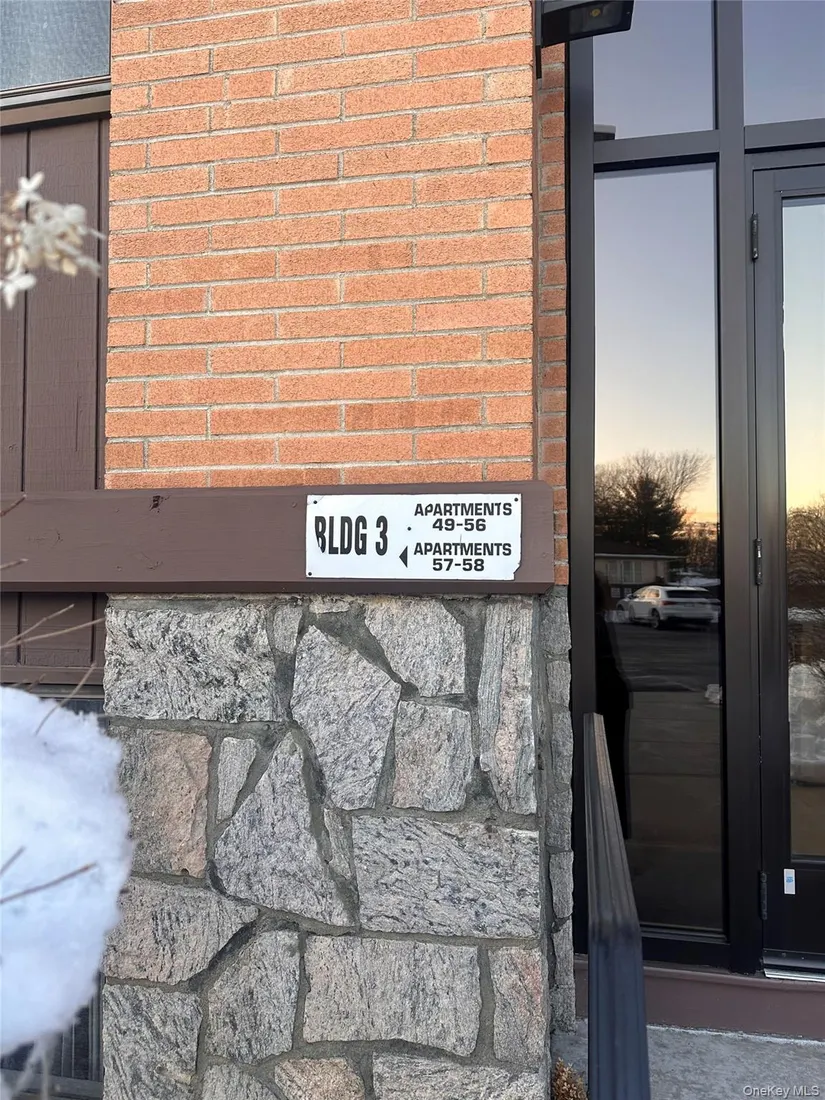 BLDG 3
APARTMENTS
49-56
APARTMENTS
57-58
OneKey MLS